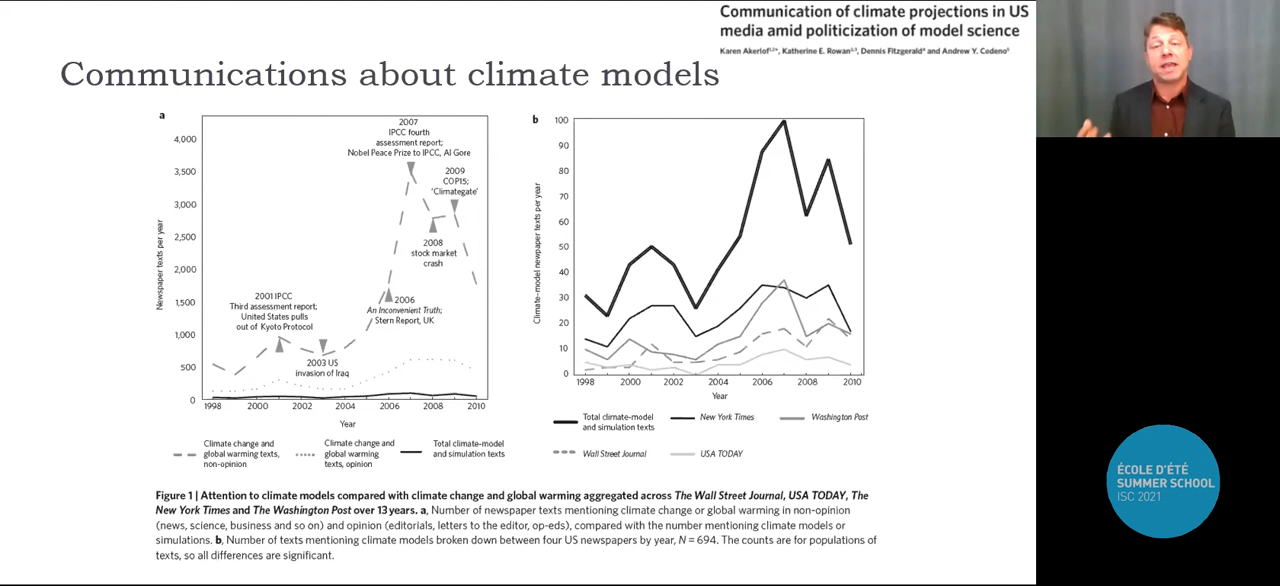 Communication of climate projections in US
media amid politicization of model science
Karen Akerlof¹,²*, Katherine E. Rowan²,³, Dennis Fitzgerald⁴ and Andrew Y. Cedeno⁵
Communications about climate models
a
4,000
3,500
3,000
2,500
2,000
1,500
1,000
500
0
Newspaper texts per year
2007
IPCC fourth
assessment report;
Nobel Peace Prize to IPCC, Al Gore
2009
COP15;
'Climategate'
2008
stock market
crash
2006
An Inconvenient Truth;
Stern Report, UK
2001 IPCC
Third assessment report;
United States pulls
out of Kyoto Protocol
2003 US
invasion of Iraq
1998 2000 2002 2004 2006 2008 2010
Year
Climate change and
global warming texts,
non-opinion
Climate change and
global warming
texts, opinion
Total climate-model
and simulation texts
b
100
90
80
70
60
50
40
30
20
10
0
Climate-model newspaper texts per year
1998 2000 2002 2004 2006 2008 2010
Year
Total climate-model
and simulation texts
New York Times
Washington Post
Wall Street Journal
USA TODAY
Figure 1 | Attention to climate models compared with climate change and global warming aggregated across The Wall Street Journal, USA TODAY, The
New York Times and The Washington Post over 13 years. a, Number of newspaper texts mentioning climate change or global warming in non-opinion
(news, science, business and so on) and opinion (editorials, letters to the editor, op-eds), compared with the number mentioning climate models or
simulations. b, Number of texts mentioning climate models broken down between four US newspapers by year, N = 694. The counts are for populations of
texts, so all differences are significant.
ÉCOLE D'ÉTÉ
SUMMER SCHOOL
ISC 2021